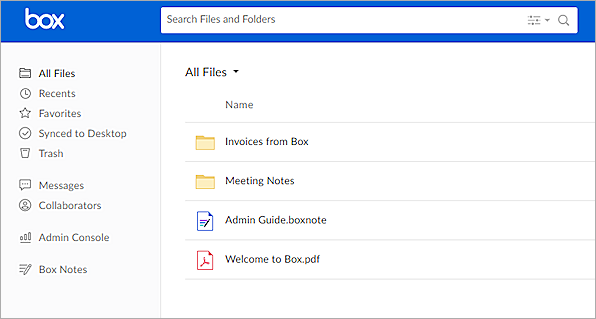 box
Search Files and Folders
All Files
Recents
Favorites
Synced to Desktop
Trash
Messages
Collaborators
Admin Console
Box Notes
All Files
Name
Invoices from Box
Meeting Notes
Admin Guide.boxnote
Welcome to Box.pdf